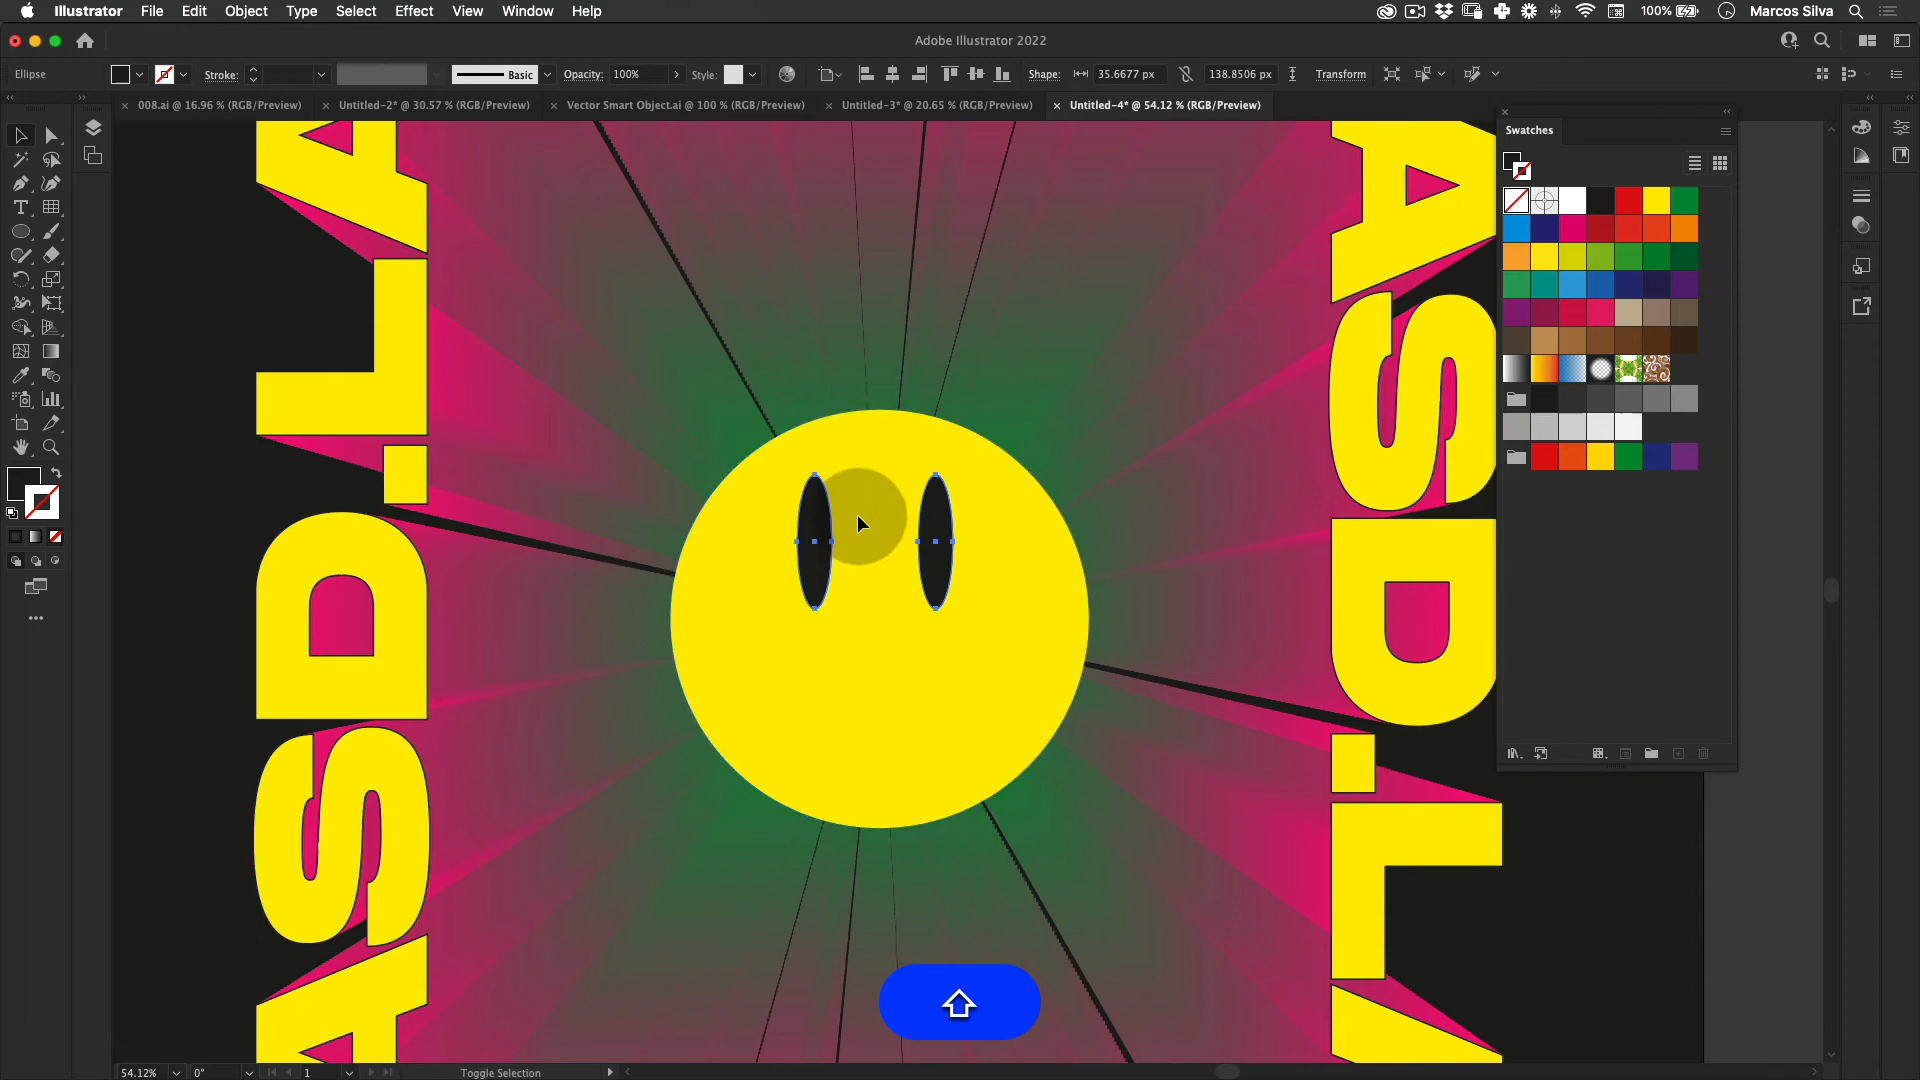 Illustrator File Edit Object Type Select Effect View Window Help 100% Marcos Silva
Adobe Illustrator 2022
Ellipse Stroke: Basic Opacity: 100% Style: Shape: 35.6677 px 138.8506 px Transform
008.ai @ 16.96 % (RGB/Preview) Untitled-2* @ 30.57 % (RGB/Preview) Vector Smart Object.ai @ 100 % (RGB/Preview) Untitled-3* @ 20.65 % (RGB/Preview) Untitled-4* @ 54.12 % (RGB/Preview)
Swatches
ASD.LA
ASD.LA
54.12% 0° 1 Toggle Selection